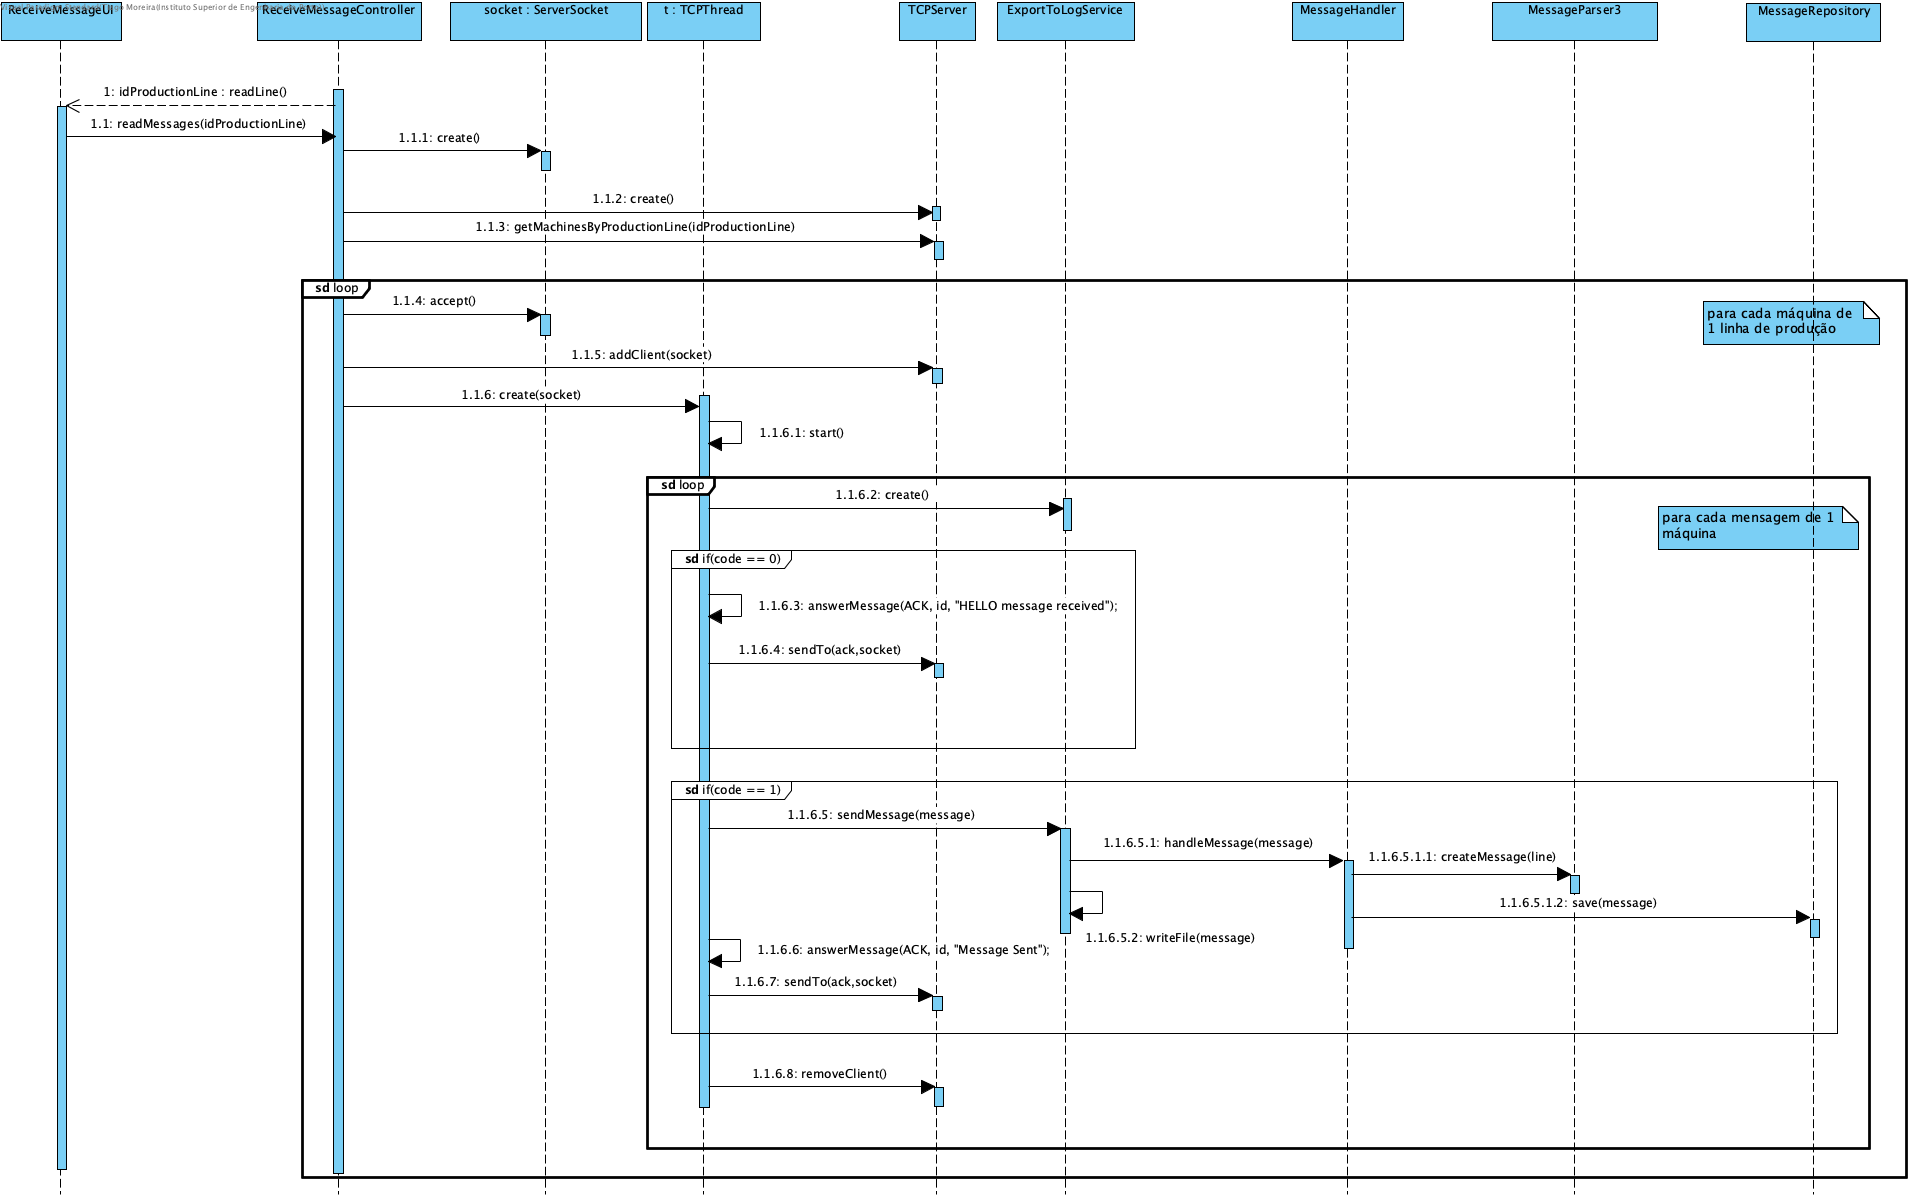 ReceiveMessageUI
ReceiveMessageController
socket : ServerSocket
t : TCPThread
TCPServer
ExportToLogService
MessageHandler
MessageParser3
MessageRepository
Moreira(Instituto Superior de
1: idProductionLine : readLine()
1.1: readMessages(idProductionLine)
1.1.1: create()
1.1.2: create()
1.1.3: getMachinesByProductionLine(idProductionLine)
sd loop
1.1.4: accept()
para cada máquina de
1 linha de produção
1.1.5: addClient(socket)
1.1.6: create(socket)
1.1.6.1: start()
sd loop
1.1.6.2: create()
para cada mensagem de 1
máquina
sd if(code == 0)
1.1.6.3: answerMessage(ACK, id, "HELLO message received");
1.1.6.4: sendTo(ack,socket)
sd if(code == 1)
1.1.6.5: sendMessage(message)
1.1.6.5.1: handleMessage(message)
1.1.6.5.1.1: createMessage(line)
1.1.6.5.1.2: save(message)
1.1.6.5.2: writeFile(message)
1.1.6.6: answerMessage(ACK, id, "Message Sent");
1.1.6.7: sendTo(ack,socket)
1.1.6.8: removeClient()